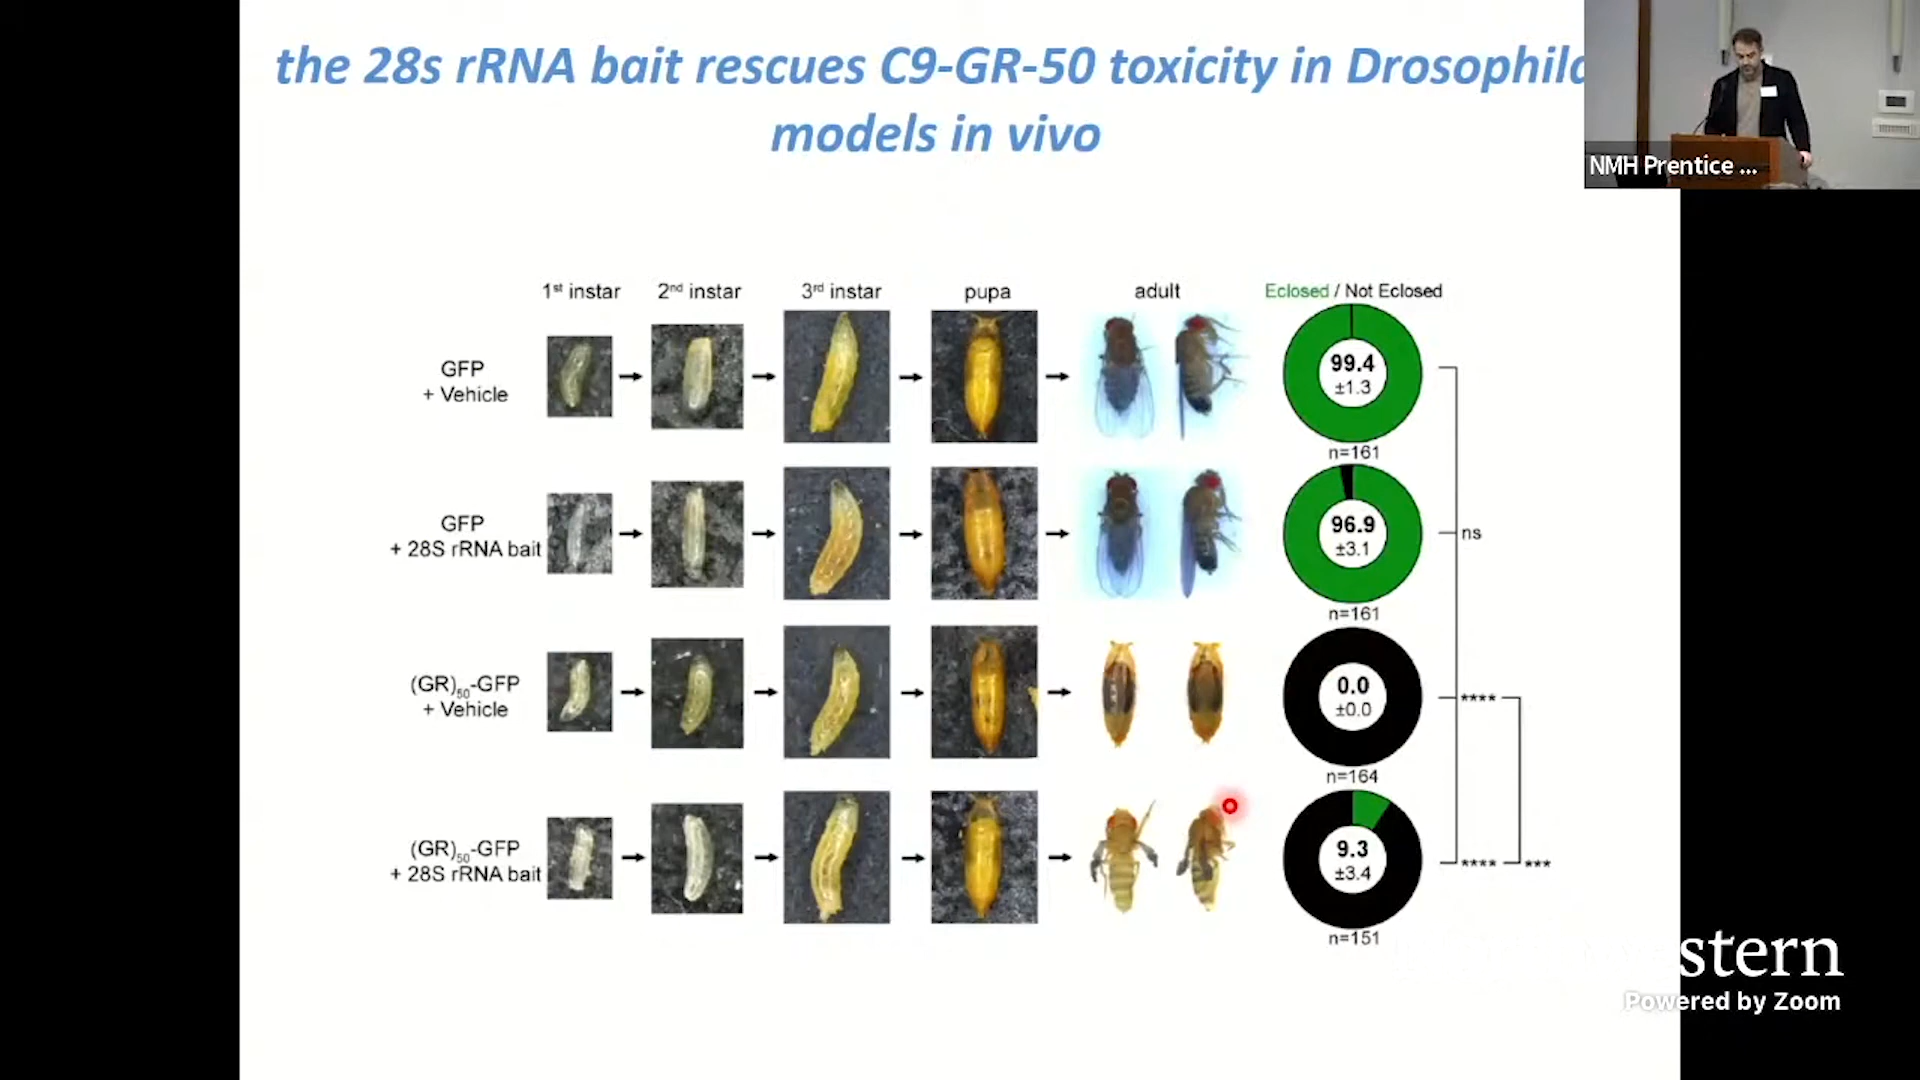 the 28s rRNA bait rescues C9-GR-50 toxicity in Drosophila
models in vivo
NMH Prentice ...
1st instar 2nd instar 3rd instar pupa adult Eclosed / Not Eclosed
GFP
+ Vehicle
99.4
±1.3
n=161
GFP
+ 28S rRNA bait
96.9
±3.1
ns
n=161
(GR)50-GFP
+ Vehicle
0.0
±0.0
****
n=164
(GR)50-GFP
+ 28S rRNA bait
9.3
±3.4
**** ***
n=151
stern
Powered by Zoom